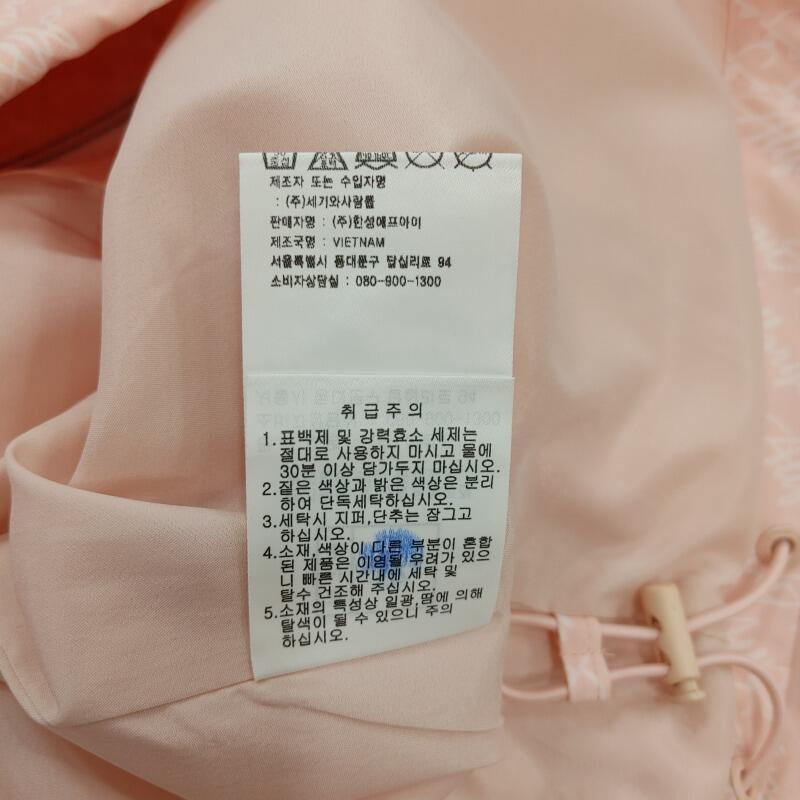 제조자 또는 수입자명
: (주)세기와사람들
판매자명 : (주)한성에프아이
제조국명 : VIETNAM
서울특별시 동대문구 답십리로 94
소비자상담실 : 080-900-1300
취급주의
1. 표백제 및 강력효소 세제는
절대로 사용하지 마시고 물에
30분 이상 담가두지 마십시오.
2. 짙은 색상과 밝은 색상은 분리
하여 단독세탁하십시오.
3. 세탁시 지퍼,단추는 잠그고
하십시오.
4. 소재,색상이 다른 부분이 혼합
된 제품은 이염될 우려가 있으
니 빠른 시간내에 세탁 및
탈수 건조해 주십시오.
5. 소재의 특성상 일광,땀에 의해
탈색이 될 수 있으니 주의
하십시오.